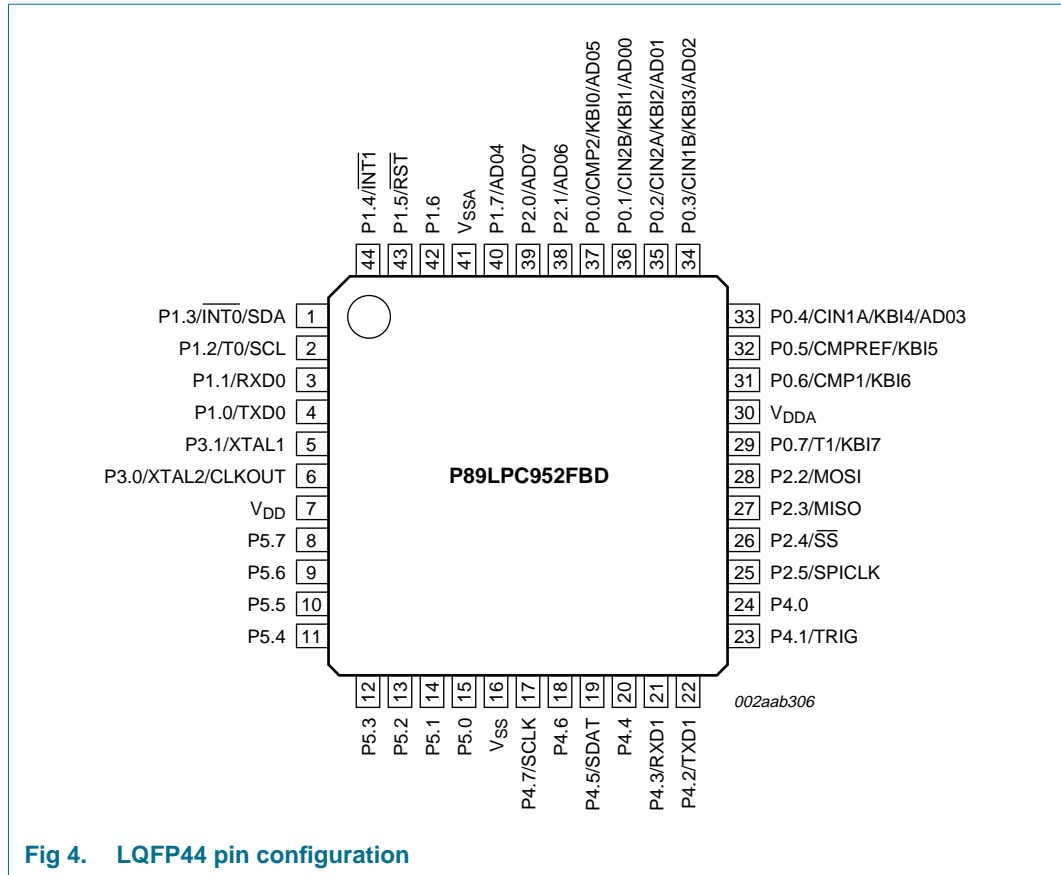 P1.4/INT1
P1.5/RST
P1.6
VSSA
P1.7/AD04
P2.0/AD07
P2.1/AD06
P0.0/CMP2/KBI0/AD05
P0.1/CIN2B/KBI1/AD00
P0.2/CIN2A/KBI2/AD01
P0.3/CIN1B/KBI3/AD02
44 43 42 41 40 39 38 37 36 35 34
P1.3/INT0/SDA 1
P1.2/T0/SCL 2
P1.1/RXD0 3
P1.0/TXD0 4
P3.1/XTAL1 5
P3.0/XTAL2/CLKOUT 6
VDD 7
P5.7 8
P5.6 9
P5.5 10
P5.4 11
P89LPC952FBD
33 P0.4/CIN1A/KBI4/AD03
32 P0.5/CMPREF/KBI5
31 P0.6/CMP1/KBI6
30 VDDA
29 P0.7/T1/KBI7
28 P2.2/MOSI
27 P2.3/MISO
26 P2.4/SS
25 P2.5/SPICLK
24 P4.0
23 P4.1/TRIG
12 13 14 15 16 17 18 19 20 21 22
P5.3
P5.2
P5.1
P5.0
VSS
P4.7/SCLK
P4.6
P4.5/SDAT
P4.4
P4.3/RXD1
P4.2/TXD1
002aab306
Fig 4. LQFP44 pin configuration